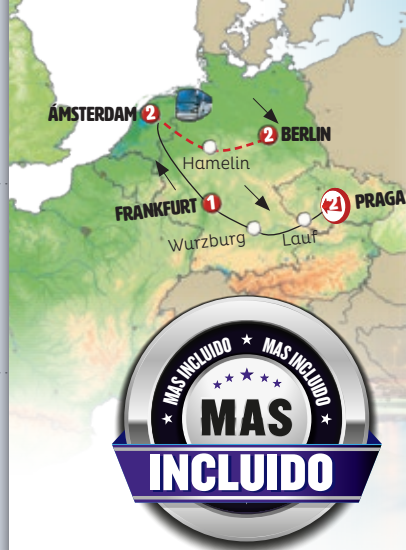 ÁMSTERDAM 2
2 BERLIN
Hamelin
FRANKFURT 1
2 PRAGA
Wurzburg
Lauf
MAS INCLUIDO ★ MAS INCLUIDO
MAS
INCLUIDO